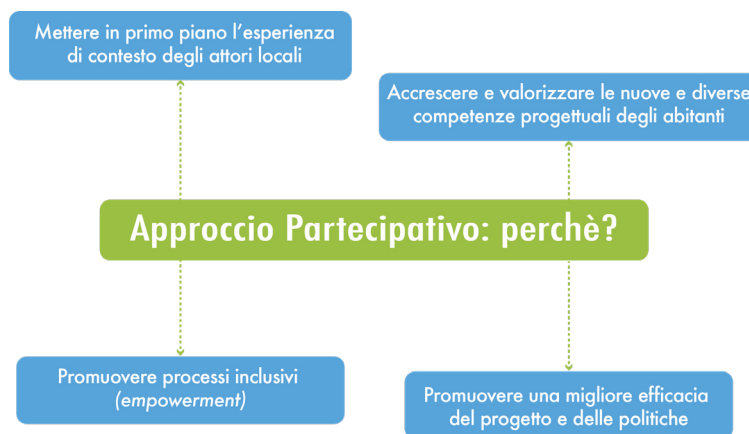 Mettere in primo piano l'esperienza
di contesto degli attori locali
Accrescere e valorizzare le nuove e diverse
competenze progettuali degli abitanti
Approccio Partecipativo: perchè?
Promuovere processi inclusivi
(empowerment)
Promuovere una migliore efficacia
del progetto e delle politiche